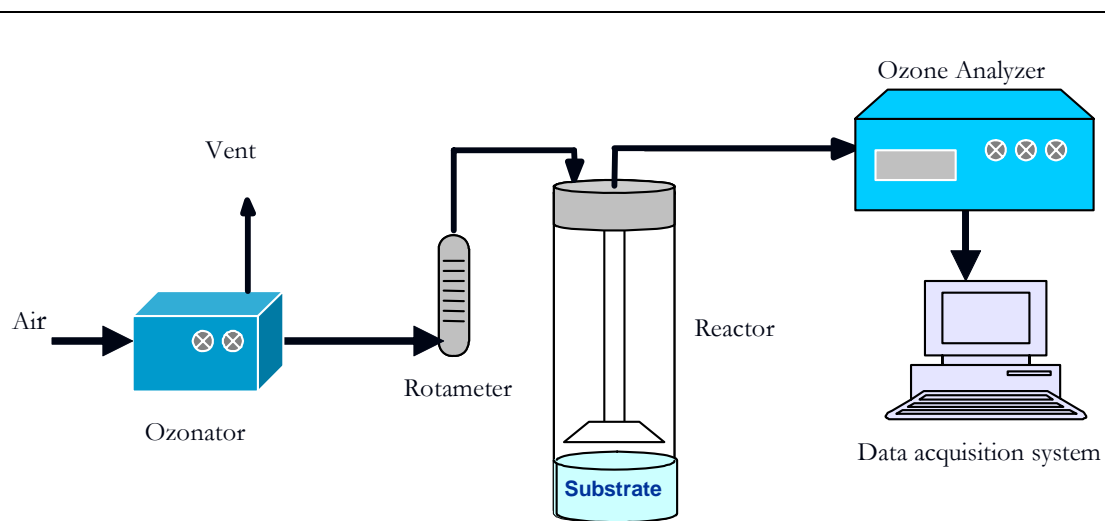 Ozone Analyzer
Vent
Air
Reactor
Rotameter
Ozonator
Data acquisition system
Substrate